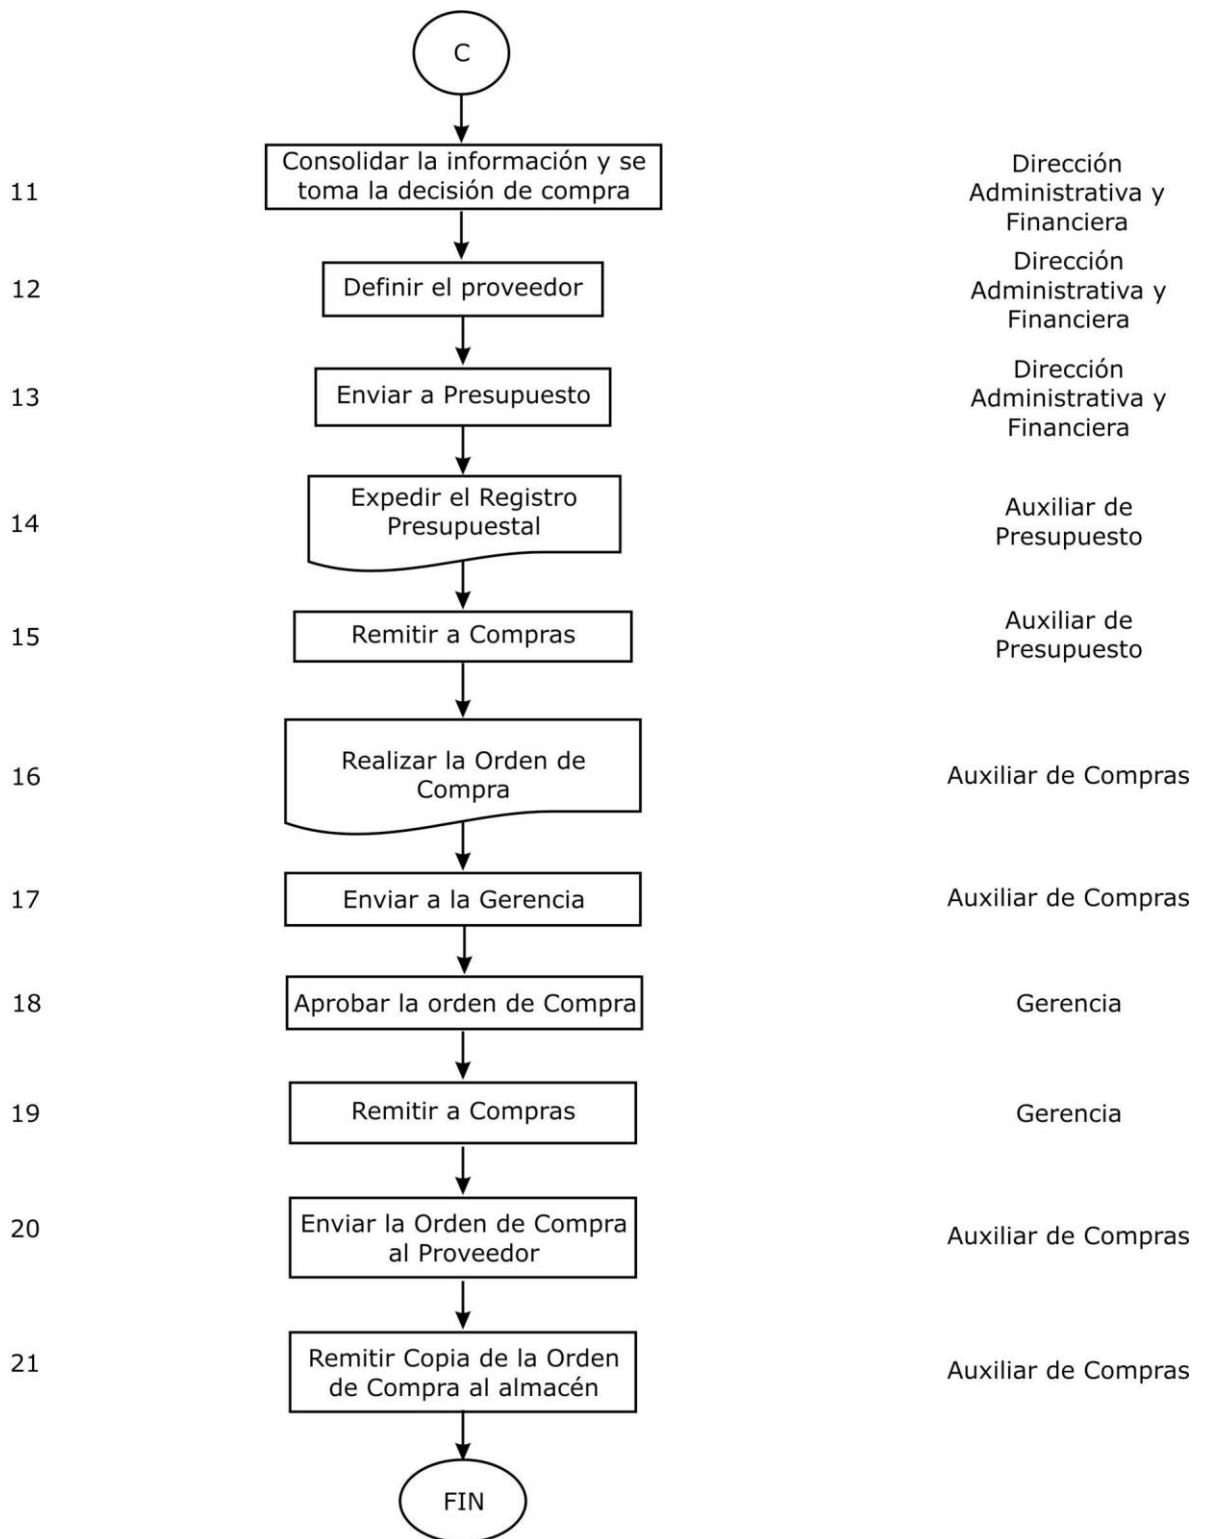 C
11
Consolidar la información y se
toma la decisión de compra
Dirección
Administrativa y
Financiera
12
Definir el proveedor
Dirección
Administrativa y
Financiera
13
Enviar a Presupuesto
Dirección
Administrativa y
Financiera
14
Expedir el Registro
Presupuestal
Auxiliar de
Presupuesto
15
Remitir a Compras
Auxiliar de
Presupuesto
16
Realizar la Orden de
Compra
Auxiliar de Compras
17
Enviar a la Gerencia
Auxiliar de Compras
18
Aprobar la orden de Compra
Gerencia
19
Remitir a Compras
Gerencia
20
Enviar la Orden de Compra
al Proveedor
Auxiliar de Compras
21
Remitir Copia de la Orden
de Compra al almacén
Auxiliar de Compras
FIN